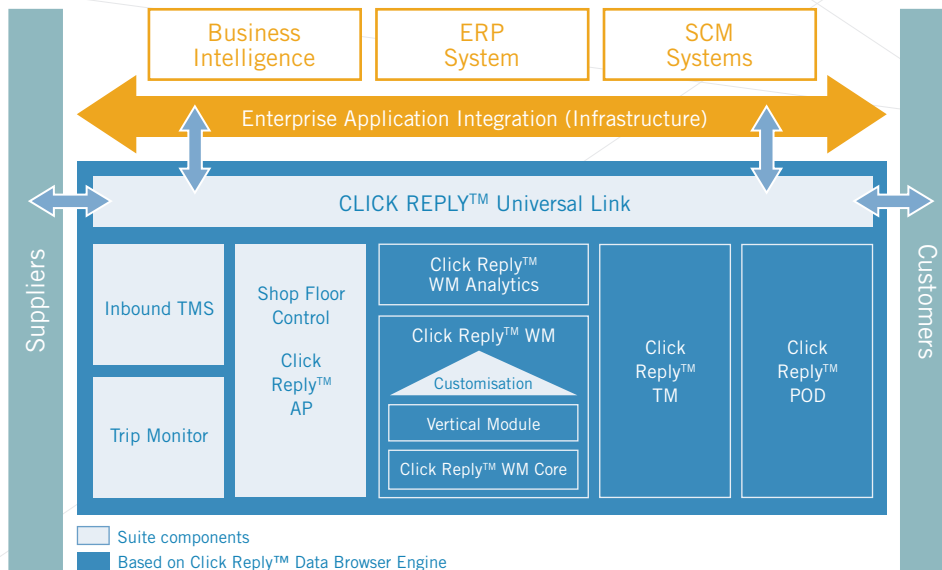 Business
Intelligence
ERP
System
SCM
Systems
Enterprise Application Integration (Infrastructure)
CLICK REPLY™ Universal Link
Suppliers
Customers
Inbound TMS
Trip Monitor
Shop Floor
Control
Click
Reply™
AP
Click Reply™
WM Analytics
Click Reply™ WM
Customisation
Vertical Module
Click Reply™ WM Core
Click
Reply™
TM
Click
Reply™
POD
Suite components
Based on Click Reply™ Data Browser Engine